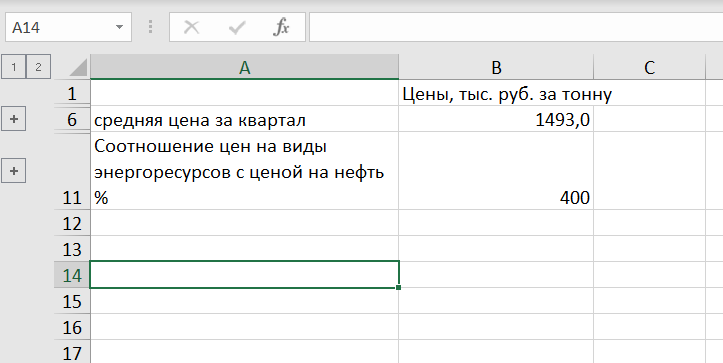 A14
fx
1 2
A B C
1 Цены, тыс. руб. за тонну
6 средняя цена за квартал 1493,0
Соотношение цен на виды
энергоресурсов с ценой на нефть
11 % 400
12
13
14
15
16
17